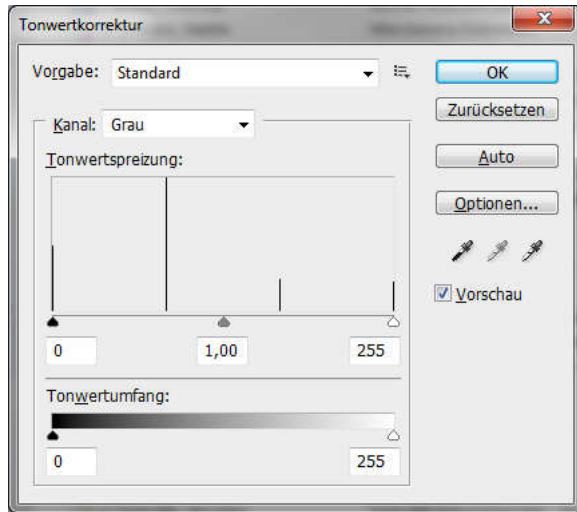 Tonwertkorrektur
Vorgabe: Standard
OK
Zurücksetzen
Auto
Optionen...
Vorschau
Kanal: Grau
Tonwertspreizung:
0 1,00 255
Tonwertumfang:
0 255